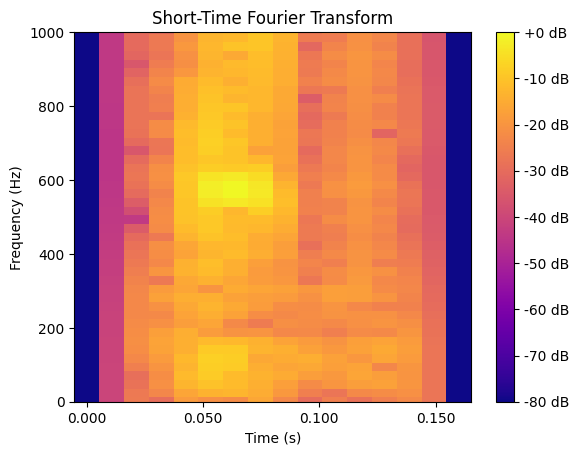 Short-Time Fourier Transform
Frequency (Hz)
1000
800
600
400
200
0
0.000
0.050
0.100
0.150
Time (s)
+0 dB
-10 dB
-20 dB
-30 dB
-40 dB
-50 dB
-60 dB
-70 dB
-80 dB